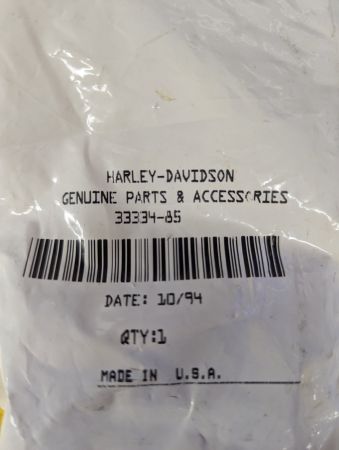 HARLEY-DAVIDSON
GENUINE PARTS & ACCESSORIES
33334-85
DATE: 10/94
QTY:1
MADE IN U.S.A.